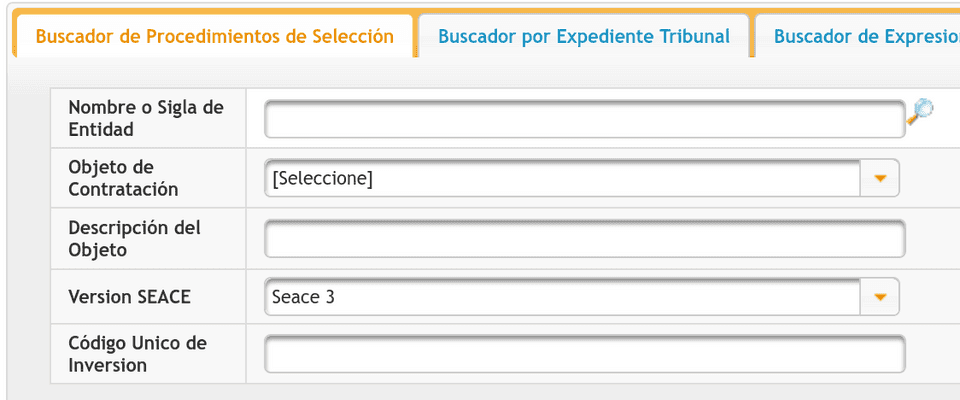 Buscador de Procedimientos de Selección
Buscador por Expediente Tribunal
Buscador de
Nombre o Sigla de
Entidad
Objeto de
Contratación
[Seleccione]
Descripción del
Objeto
Version SEACE
Seace 3
Código Unico de
Inversion